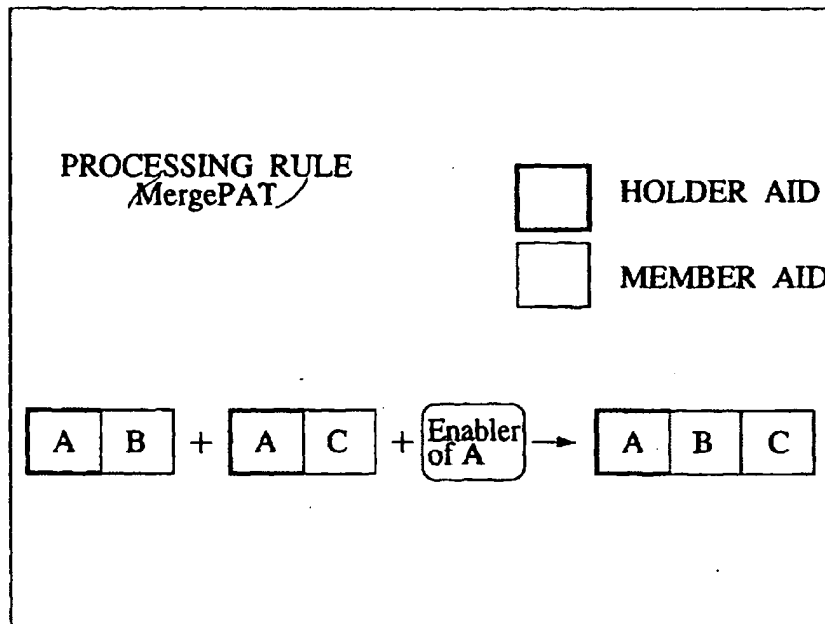 PROCESSING RULE
MergePAT
HOLDER AID
MEMBER AID
A B + A C + Enabler of A → A B C